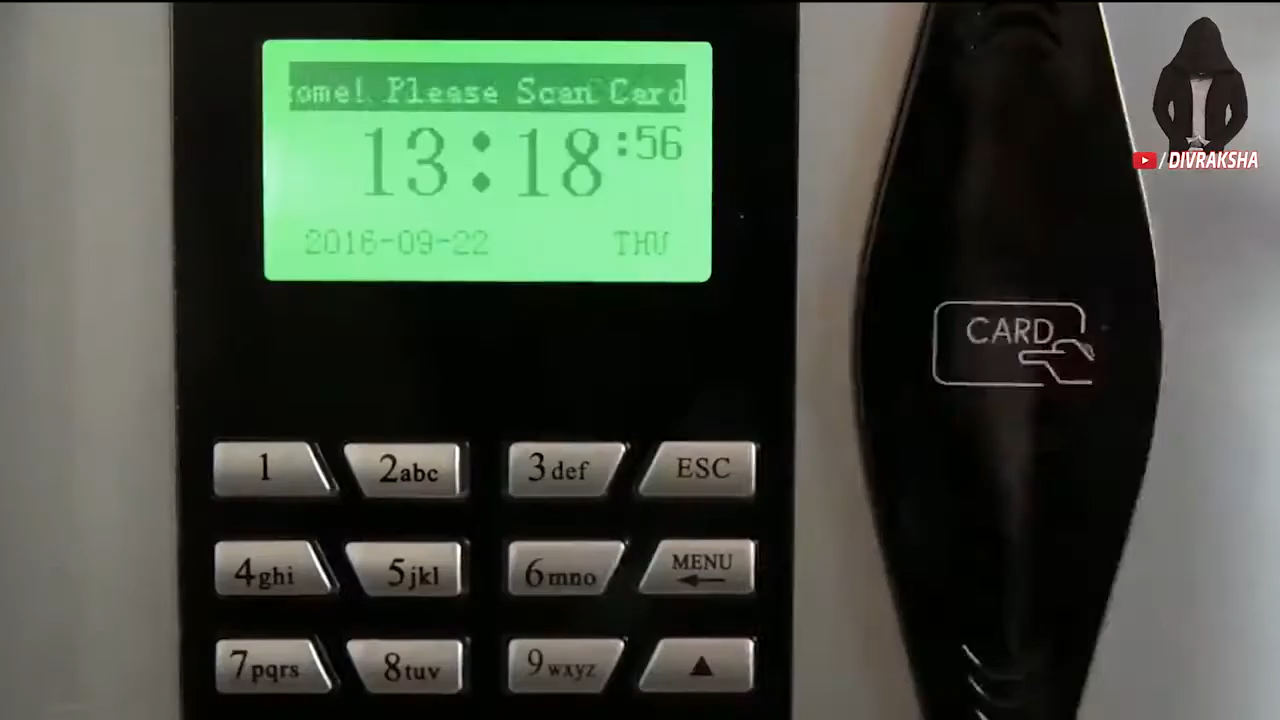 ome! Please Scan Card
13:18:56
2016-09-22 THU
/ DIVRAKSHA
CARD
1 2abc 3def ESC
4ghi 5jkl 6mno MENU
7pqrs 8tuv 9wxyz